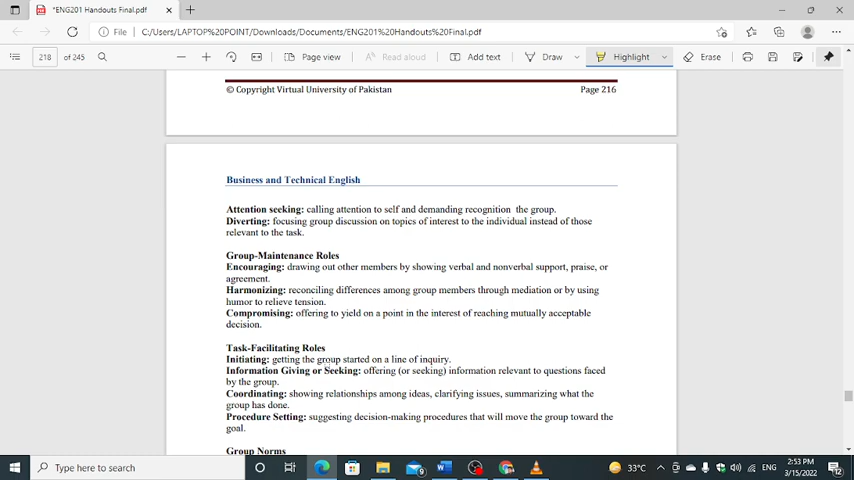 *ENG201 Handouts Final.pdf
File C:/Users/LAPTOP%20POINT/Downloads/Documents/ENG201%20Handouts%20Final.pdf
218 of 245 Page view Read aloud Add text Draw Highlight Erase
© Copyright Virtual University of Pakistan Page 216
Business and Technical English
Attention seeking: calling attention to self and demanding recognition the group.
Diverting: focusing group discussion on topics of interest to the individual instead of those
relevant to the task.
Group-Maintenance Roles
Encouraging: drawing out other members by showing verbal and nonverbal support, praise, or
agreement.
Harmonizing: reconciling differences among group members through mediation or by using
humor to relieve tension.
Compromising: offering to yield on a point in the interest of reaching mutually acceptable
decision.
Task-Facilitating Roles
Initiating: getting the group started on a line of inquiry.
Information Giving or Seeking: offering (or seeking) information relevant to questions faced
by the group.
Coordinating: showing relationships among ideas, clarifying issues, summarizing what the
group has done.
Procedure Setting: suggesting decision-making procedures that will move the group toward the
goal.
Group Norms
Type here to search 9 33°C ENG 2:53 PM
3/15/2022 12